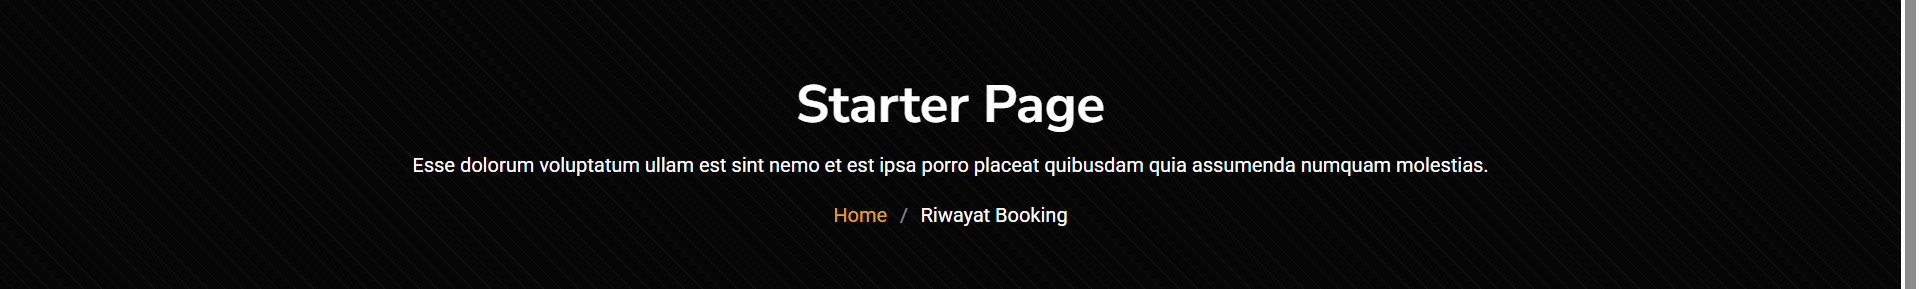 Starter Page
Esse dolorum voluptatum ullam est sint nemo et est ipsa porro placeat quibusdam quia assumenda numquam molestias.
Home / Riwayat Booking